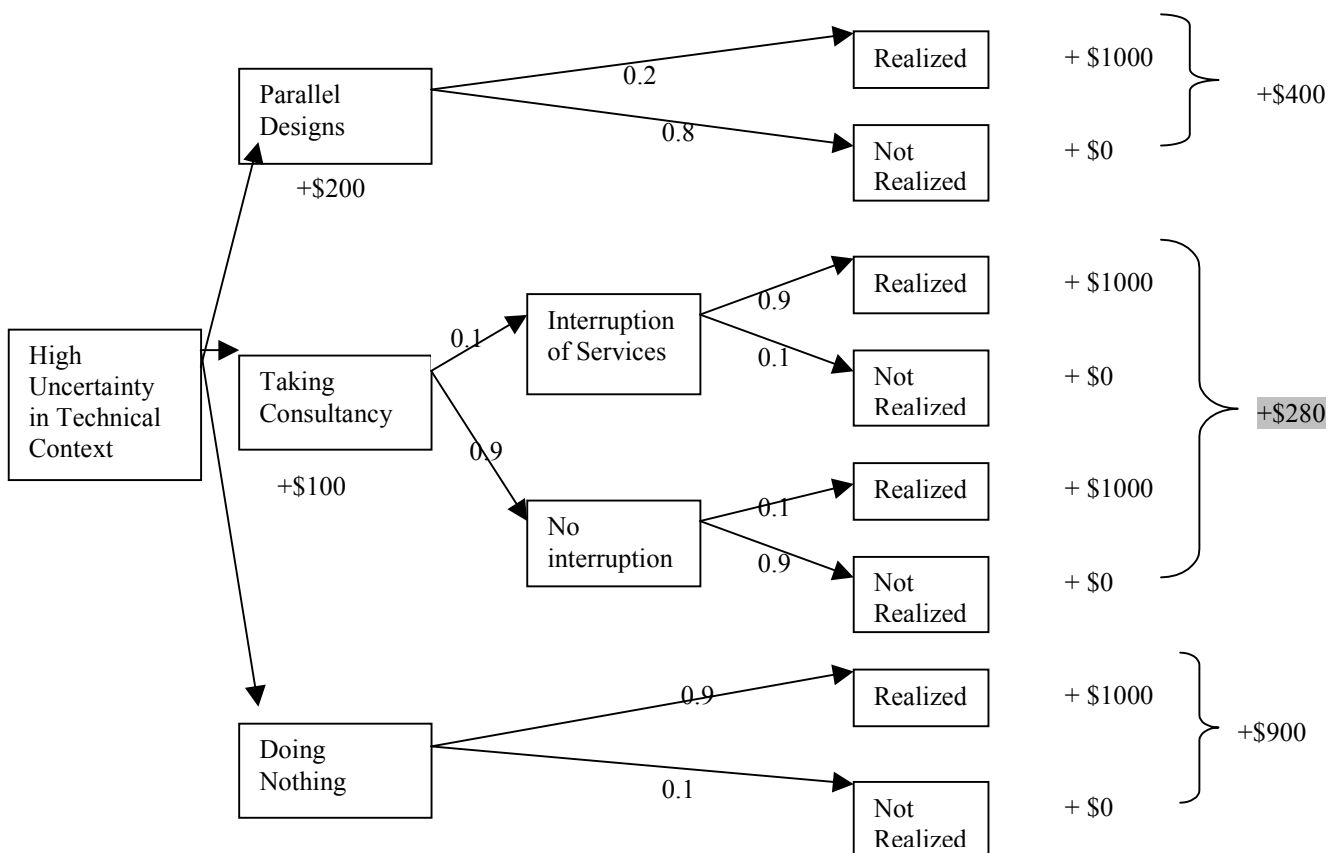 Realized
+ $1000
0.2
Parallel
Designs
+$400
0.8
Not
Realized
+ $0
+$200
Realized
+ $1000
0.9
Interruption
of Services
0.1
0.1
Not
Realized
+ $0
High
Uncertainty
in Technical
Context
Taking
Consultancy
+$280
0.9
+$100
Realized
+ $1000
0.1
No
interruption
0.9
Not
Realized
+ $0
Realized
+ $1000
0.9
+$900
Doing
Nothing
0.1
Not
Realized
+ $0